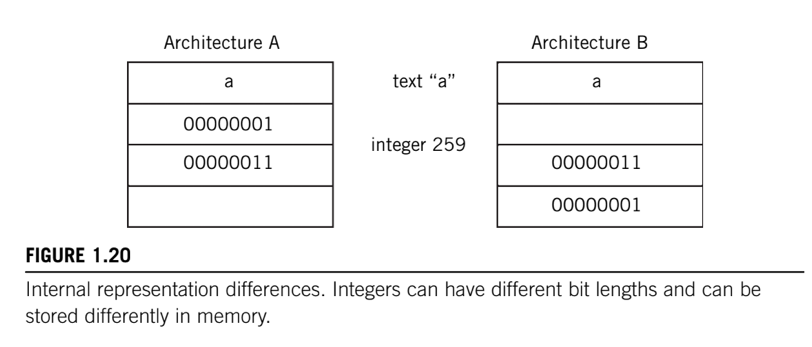 Architecture A Architecture B
a text “a” a
00000001
integer 259
00000011 00000011
00000001
FIGURE 1.20
Internal representation differences. Integers can have different bit lengths and can be
stored differently in memory.